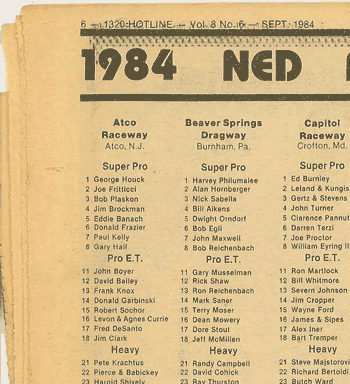 6 — 1320 HOTLINE — Vol. 8 No. 6 — SEPT. 1984
1984 NED
Atco
Raceway
Atco, N.J.
Super Pro
1 George Houck
2 Joe Fritticci
3 Bob Plaskon
4 Jim Brockman
5 Eddie Banach
6 Donald Frazier
7 Paul Kelly
8 Gary Hall
Pro E.T.
11 John Boyer
12 David Bailey
13 Frank Knox
14 Donald Garbinski
15 Robert Sochor
16 Levon & Agnes Currie
17 Fred DeSanto
18 Jim Clark
Heavy
21 Pete Krachtus
22 Pierce & Babickey
23 Harold Shively
Beaver Springs
Dragway
Burnham, Pa.
Super Pro
1 Harvey Philumalee
2 Alan Hornberger
3 Nick Sabella
4 Bill Aikens
5 Dwight Orndorf
6 Bob Egli
7 John Maxwell
8 Bob Reichenbach
Pro E.T.
11 Gary Musselman
12 Rick Shaw
13 Ron Reichenbach
14 Mark Saner
15 Terry Moser
16 Dean Mowery
17 Dore Stout
18 Jeff McMillen
Heavy
21 Randy Campbell
22 David Cohick
23 Ray Thurston
Capitol
Raceway
Crofton, Md.
Super Pro
1 Ed Burnley
2 Leland & Kungis
3 Gertz & Stevens
4 John Turner
5 Clarence Pannut
6 Darren Terzi
7 Joe Proctor
8 William Eyring II
Pro E.T.
11 Ron Martlock
12 Bill Whitmore
13 Severn Johnson
14 Jim Cropper
15 Wayne Ford
16 James & Sipes
17 Alex Iner
18 Bart Tremper
Heavy
21 Steve Majstorovi
22 Richard Bertoldi
23 Butch Ward